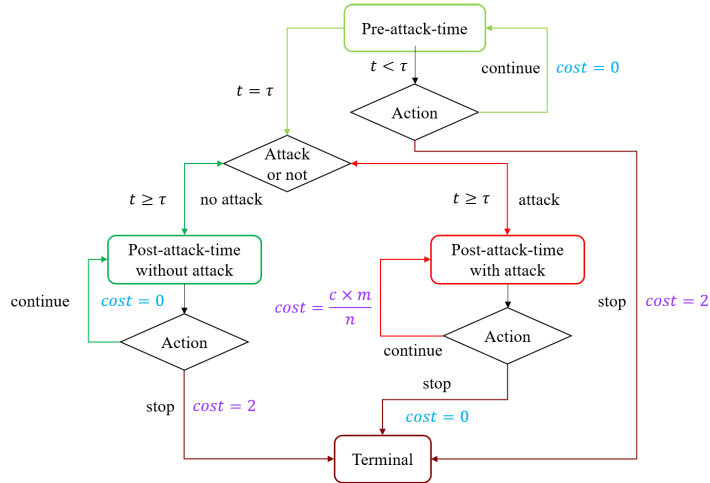 Pre-attack-time
t < τ
continue
cost = 0
t = τ
Action
Attack
or not
t ≥ τ
no attack
t ≥ τ
attack
Post-attack-time
without attack
Post-attack-time
with attack
continue
cost = 0
cost = \frac{c × m}{n}
stop
cost = 2
Action
Action
continue
stop
stop
cost = 2
cost = 0
Terminal